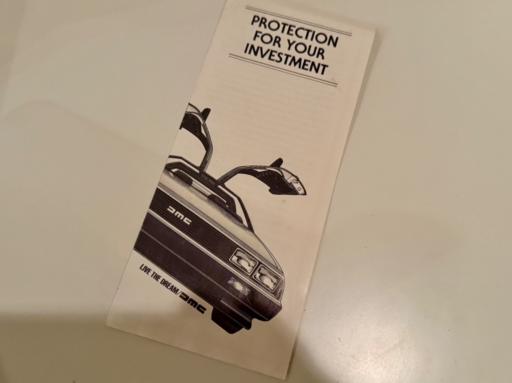 PROTECTION
FOR YOUR
INVESTMENT
DMC
LIVE THE DREAM/DMC